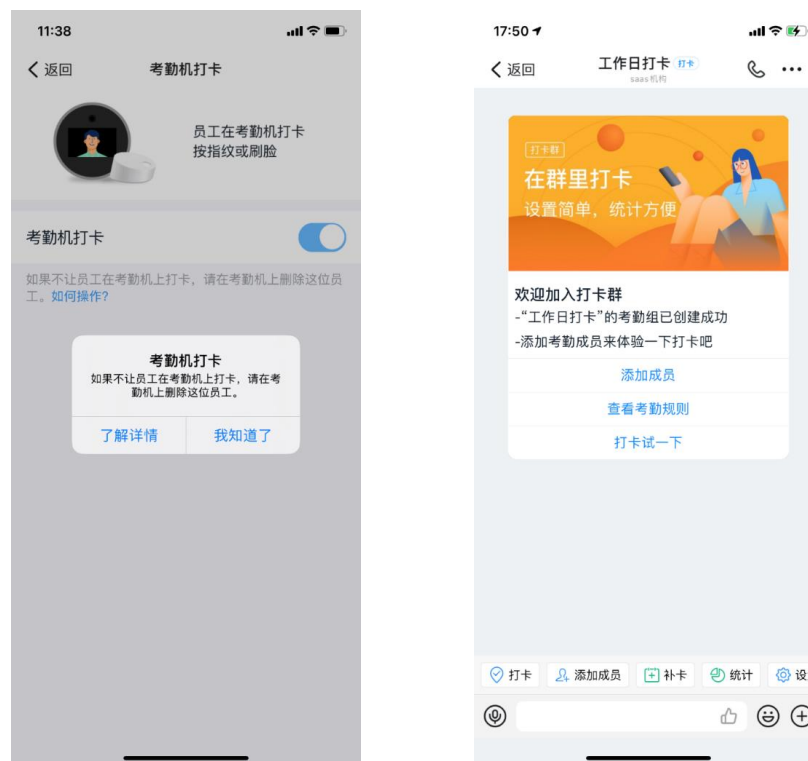 11:38
返回
考勤机打卡
员工在考勤机打卡
按指纹或刷脸
考勤机打卡
如果不让员工在考勤机上打卡，请在考勤机上删除这位员
工。如何操作?
考勤机打卡
如果不让员工在考勤机上打卡，请在考
勤机上删除这位员工。
了解详情
我知道了
17:50
返回
工作日打卡 打卡
saas机构
打卡群
在群里打卡
设置简单，统计方便
欢迎加入打卡群
-“工作日打卡”的考勤组已创建成功
-添加考勤成员来体验一下打卡吧
添加成员
查看考勤规则
打卡试一下
打卡
添加成员
补卡
统计
设